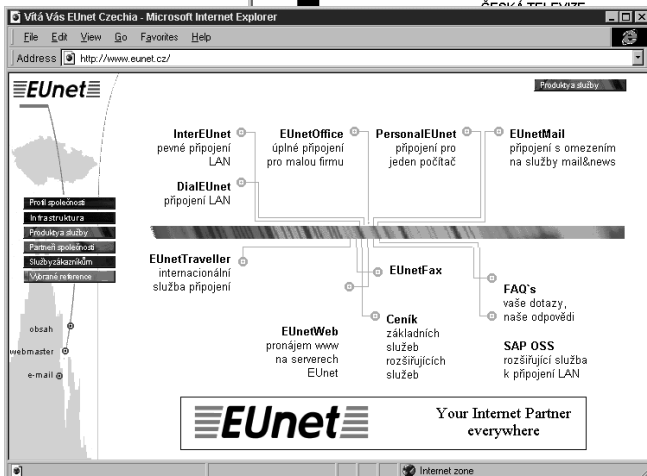 ČESKÁ TELEVIZE
Vítá Vás EUnet Czechia - Microsoft Internet Explorer
File Edit View Go Favorites Help
Address http://www.eunet.cz/
EUnet
Produkty a služby
InterEUnet
pevné připojení
LAN
EUnetOffice
úplné připojení
pro malou firmu
PersonalEUnet
připojení pro
jeden počítač
EUnetMail
připojení s omezením
na služby mail&news
DialEUnet
připojení LAN
Profil společnosti
Infrastruktura
Produkty a služby
Partneři společnosti
Služby zákazníkům
Vybrané reference
EUnetTraveller
internacionální
služba připojení
EUnetFax
FAQ`s
vaše dotazy,
naše odpovědi
EUnetWeb
pronájem www
na serverech
EUnet
Ceník
základních
služeb
rozšiřujících
služeb
SAP OSS
rozšiřující služba
k připojení LAN
obsah
webmaster
e-mail
EUnet
Your Internet Partner
everywhere
Internet zone